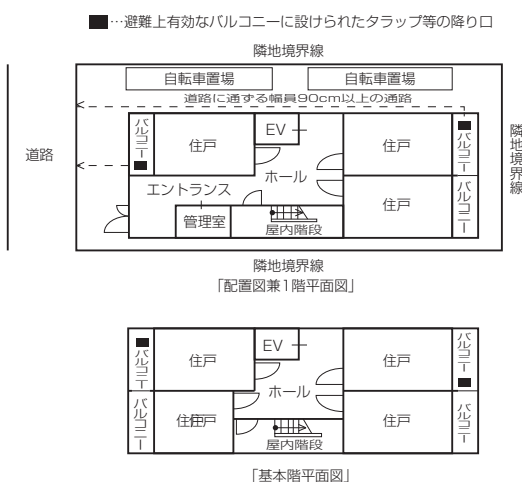 ■…避難上有効なバルコニーに設けられたタラップ等の降り口
隣地境界線
自転車置場
自転車置場
道路に通ずる幅員90cm以上の通路
道路
バルコニー
住戸
EV
住戸
バルコニー
隣地境界線
ホール
エントランス
管理室
屋内階段
住戸
バルコニー
隣地境界線
「配置図兼1階平面図」
バルコニー
住戸
EV
住戸
バルコニー
ホール
バルコニー
住戸
屋内階段
住戸
バルコニー
「基本階平面図」